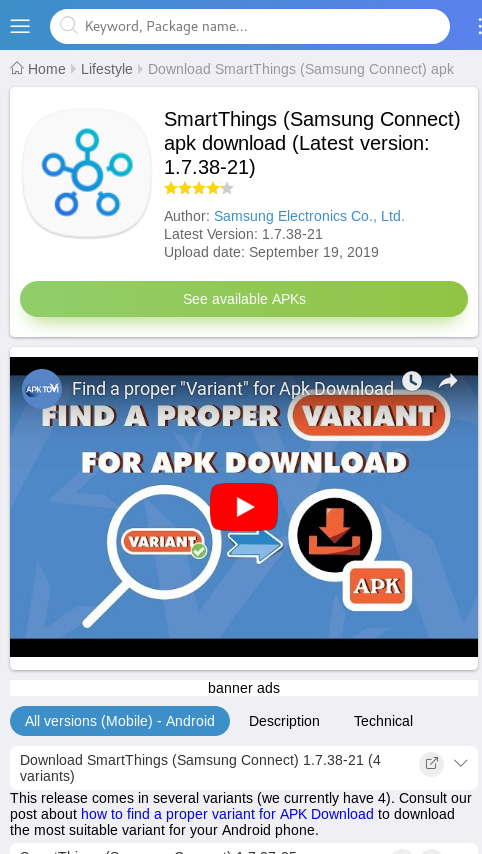 Keyword, Package name...
Home Lifestyle Download SmartThings (Samsung Connect) apk
SmartThings (Samsung Connect)
apk download (Latest version:
1.7.38-21)
Author: Samsung Electronics Co., Ltd.
Latest Version: 1.7.38-21
Upload date: September 19, 2019
See available APKs
APK TOVI
Find a proper "Variant" for Apk Download
FIND A PROPER VARIANT
FOR APK DOWNLOAD
VARIANT
APK
banner ads
All versions (Mobile) - Android Description Technical
Download SmartThings (Samsung Connect) 1.7.38-21 (4
variants)
This release comes in several variants (we currently have 4). Consult our
post about how to find a proper variant for APK Download to download
the most suitable variant for your Android phone.